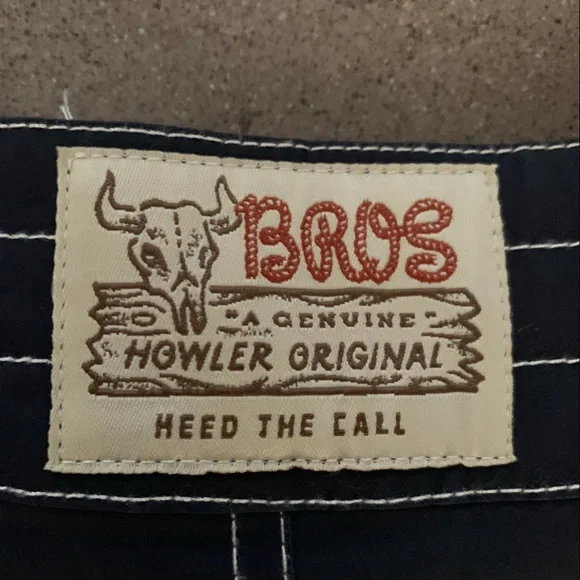 BROS
"A GENUINE"
HOWLER ORIGINAL
HEED THE CALL